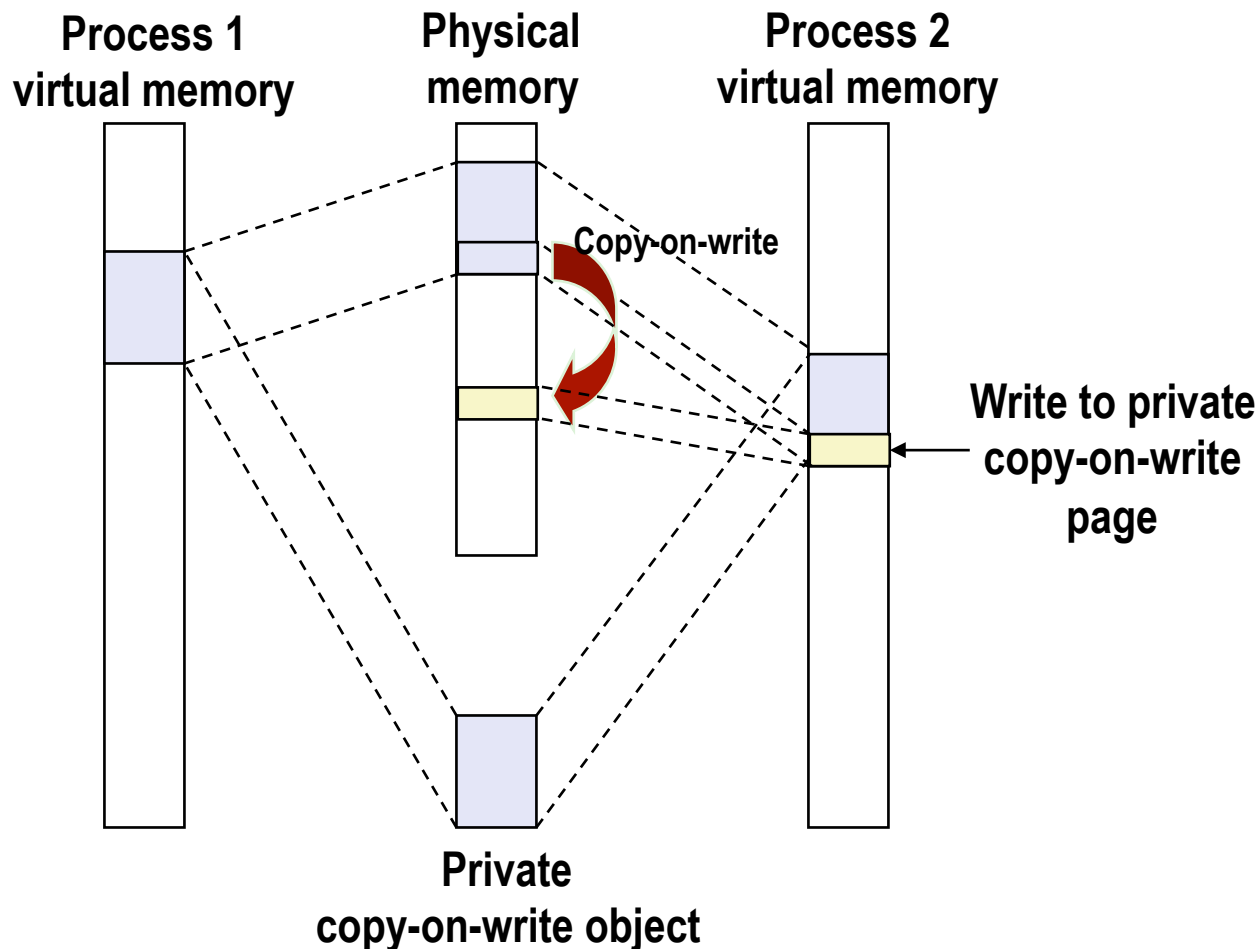 Process 1
virtual memory
Physical
memory
Process 2
virtual memory
Copy-on-write
Write to private
copy-on-write
page
Private
copy-on-write object